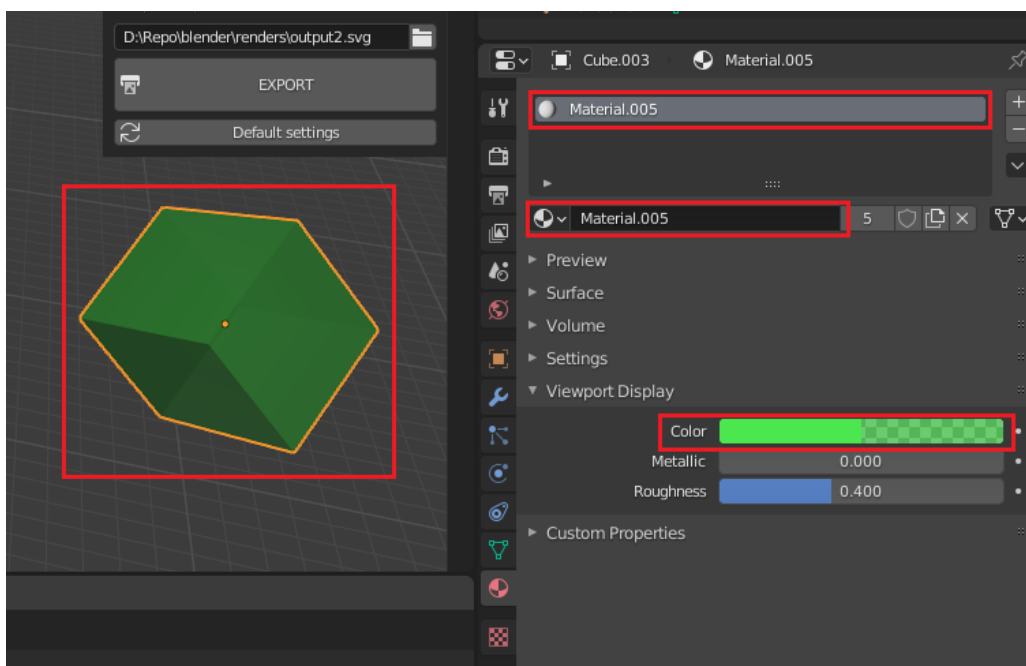 D:\Repo\blender\renders\output2.svg
EXPORT
Default settings
Cube.003
Material.005
Material.005
Material.005
5
Preview
Surface
Volume
Settings
Viewport Display
Color
Metallic
0.000
Roughness
0.400
Custom Properties